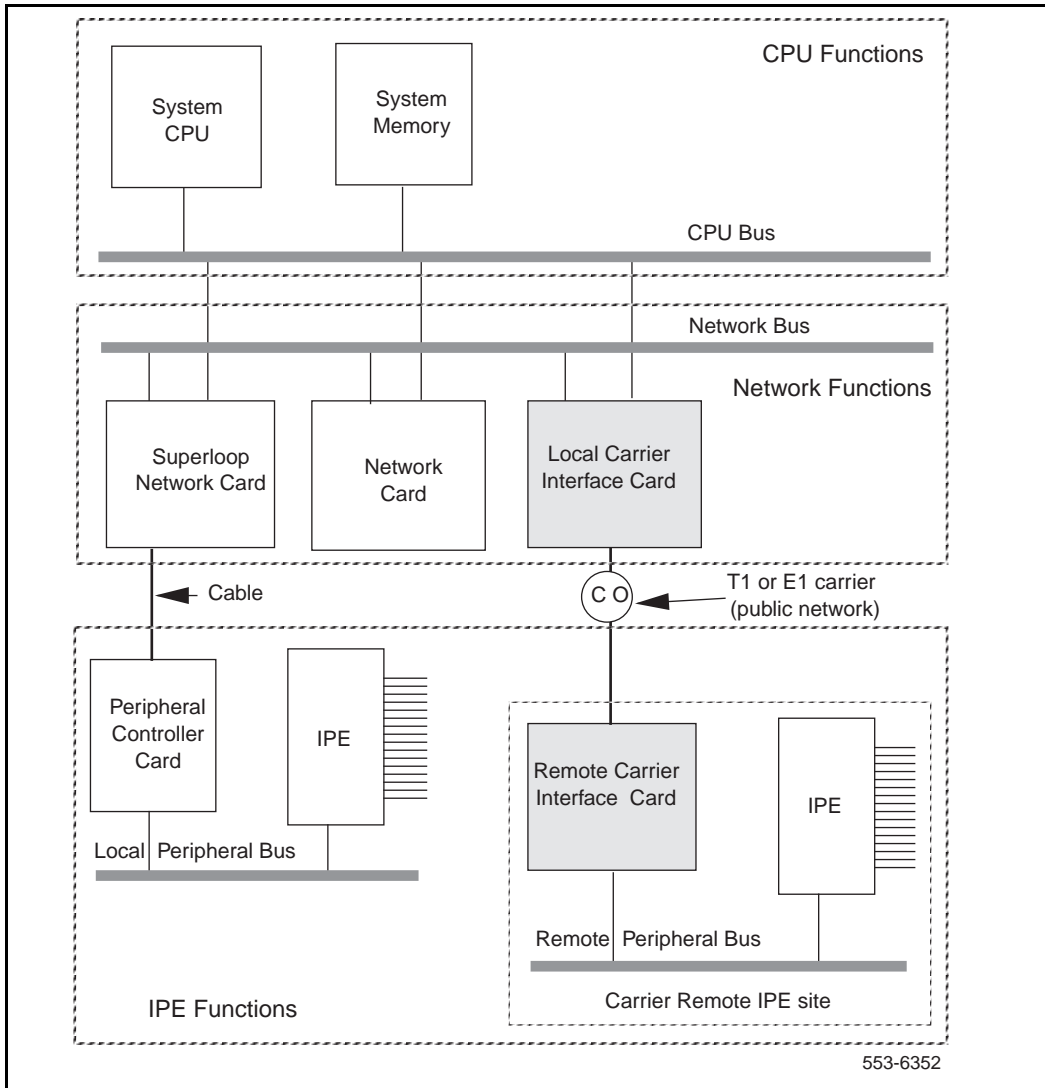 CPU Functions
System
CPU
System
Memory
CPU Bus
Network Bus
Network Functions
Superloop
Network Card
Network
Card
Local Carrier
Interface Card
Cable
C O
T1 or E1 carrier
(public network)
Peripheral
Controller
Card
IPE
Remote Carrier
Interface Card
IPE
Local Peripheral Bus
Remote Peripheral Bus
Carrier Remote IPE site
IPE Functions
553-6352